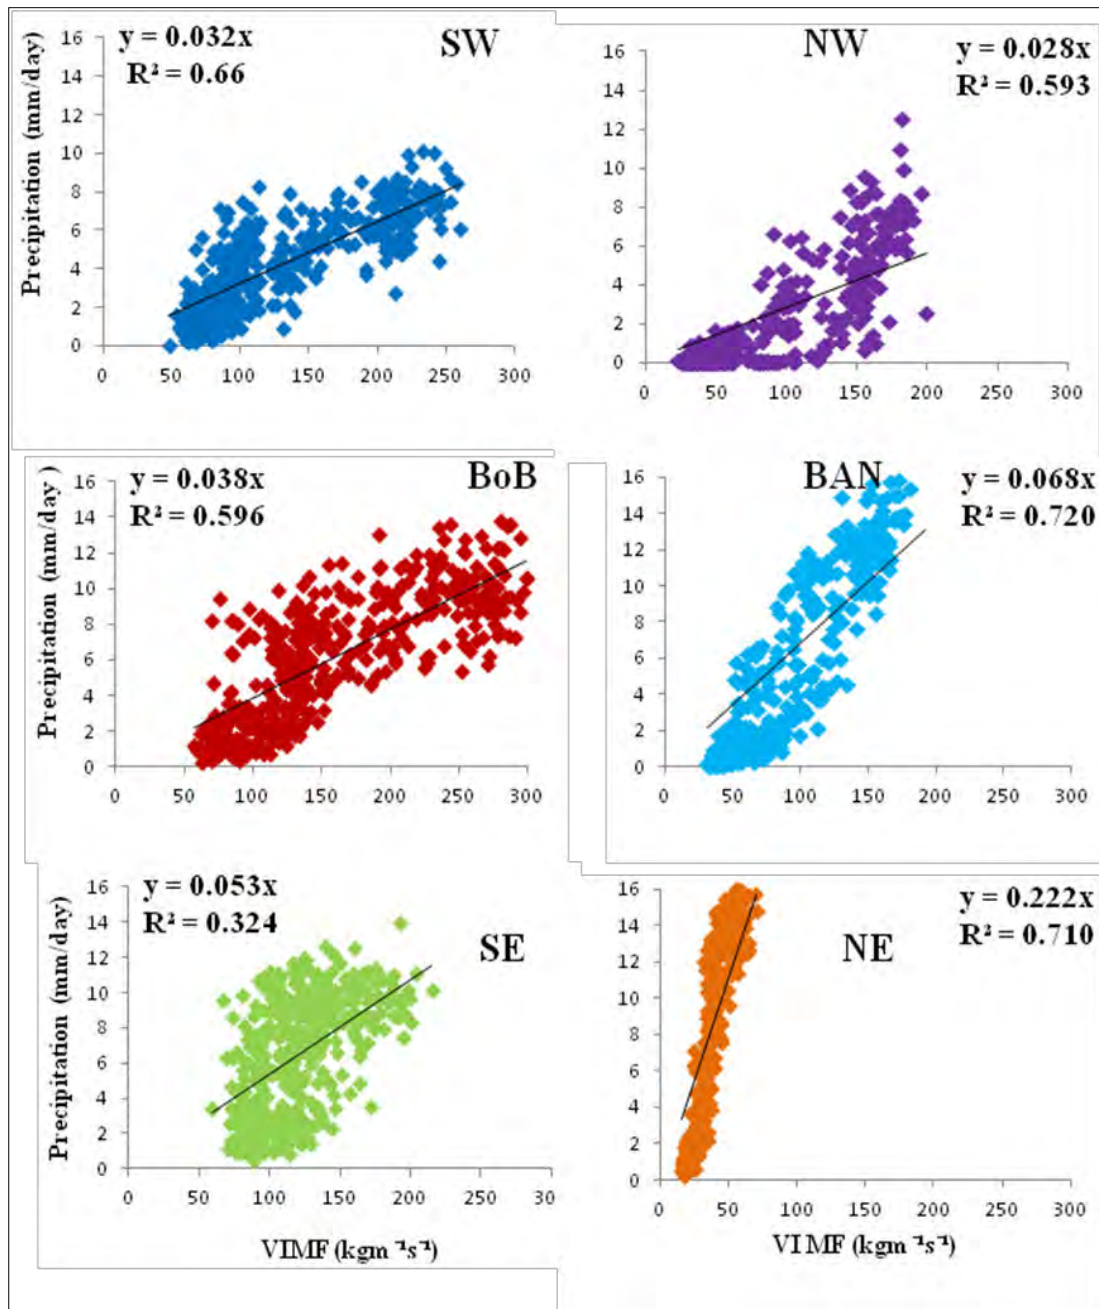 y = 0.032x
R² = 0.66
SW
Precipitation (mm/day)
16
14
12
10
8
6
4
2
0
0 50 100 150 200 250 300
NW
y = 0.028x
R² = 0.593
16
14
12
10
8
6
4
2
0
0 50 100 150 200 250 300
y = 0.038x
R² = 0.596
BoB
Precipitation (mm/day )
16
14
12
10
8
6
4
2
0
0 50 100 150 200 250 300
BAN
y = 0.068x
R² = 0.720
16
14
12
10
8
6
4
2
0
0 50 100 150 200 250 300
y = 0.053x
R² = 0.324
SE
Precipitation (mm/day)
16
14
12
10
8
6
4
2
0
0 50 100 150 200 250 30
VIMF (kgm⁻¹s⁻¹)
NE
y = 0.222x
R² = 0.710
16
14
12
10
8
6
4
2
0
0 50 100 150 200 250 300
VIMF (kgm⁻¹s⁻¹)